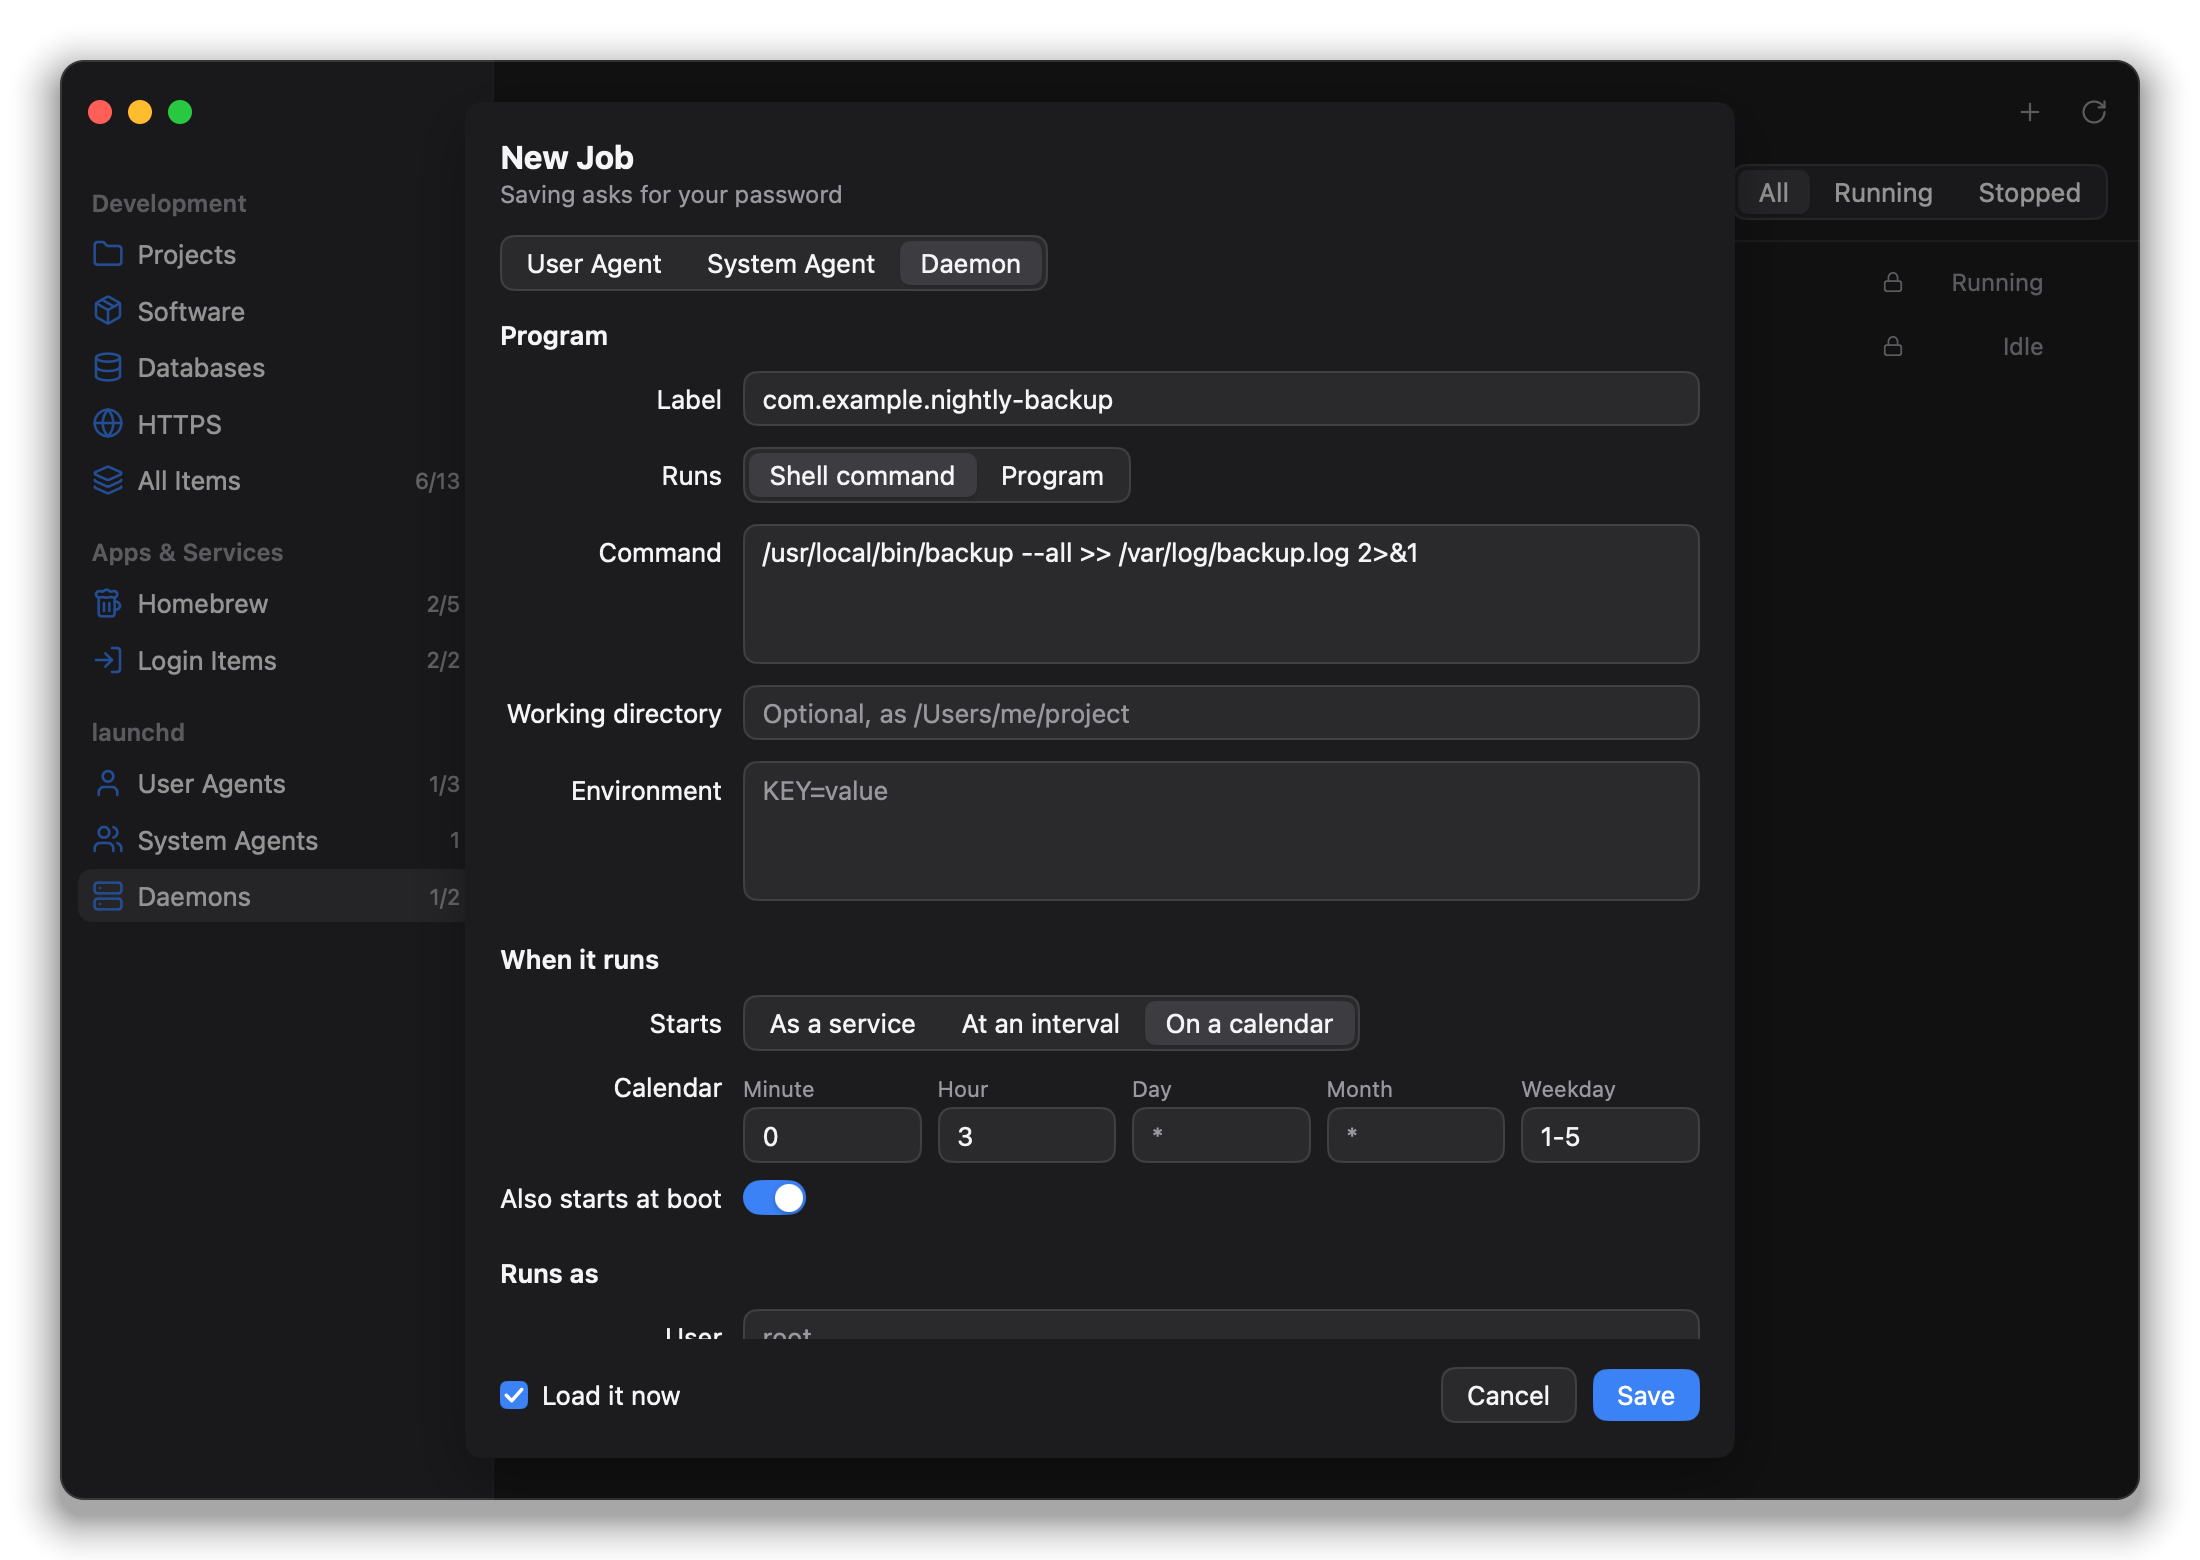 New Job
Saving asks for your password
User Agent System Agent Daemon
Program
Label com.example.nightly-backup
Runs Shell command Program
Command /usr/local/bin/backup --all >> /var/log/backup.log 2>&1
Working directory Optional, as /Users/me/project
Environment KEY=value
When it runs
Starts As a service At an interval On a calendar
Calendar Minute Hour Day Month Weekday
0 3 * * 1-5
Also starts at boot
Runs as
User root
Load it now Cancel Save
Development
Projects
Software
Databases
HTTPS
All Items 6/13
Apps & Services
Homebrew 2/5
Login Items 2/2
launchd
User Agents 1/3
System Agents 1
Daemons 1/2
All Running Stopped
Running
Idle